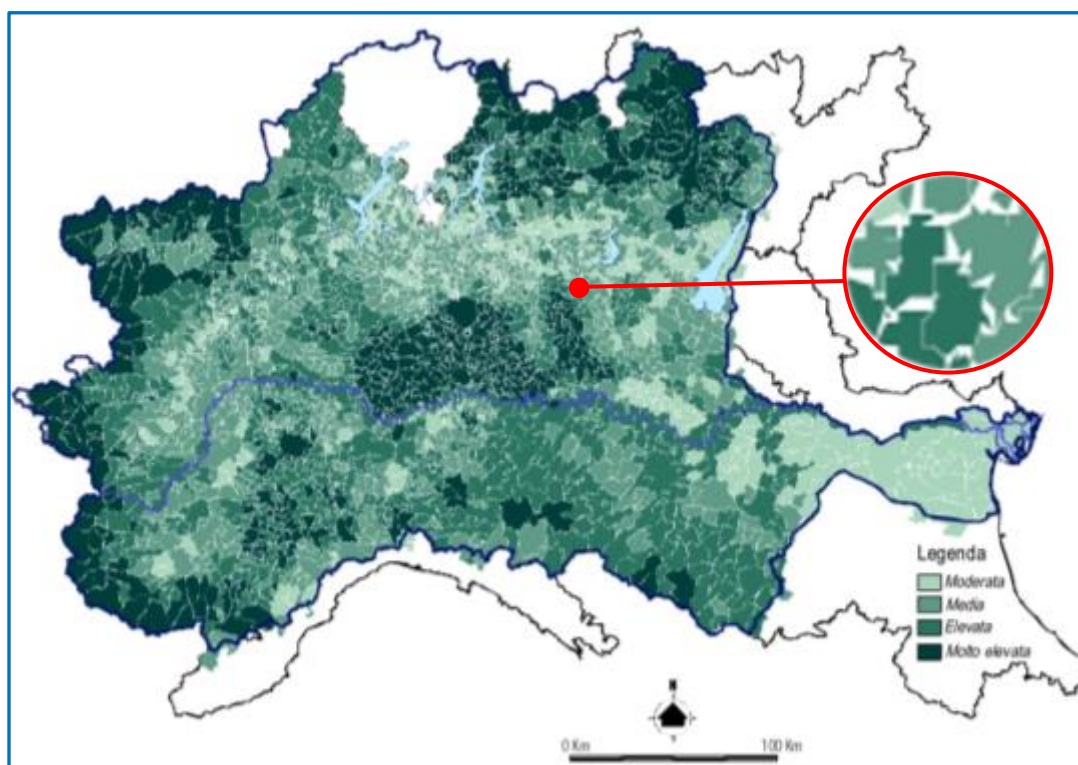 Legenda
Moderata
Media
Elevata
Molto elevata
N
0 Km 100 Km